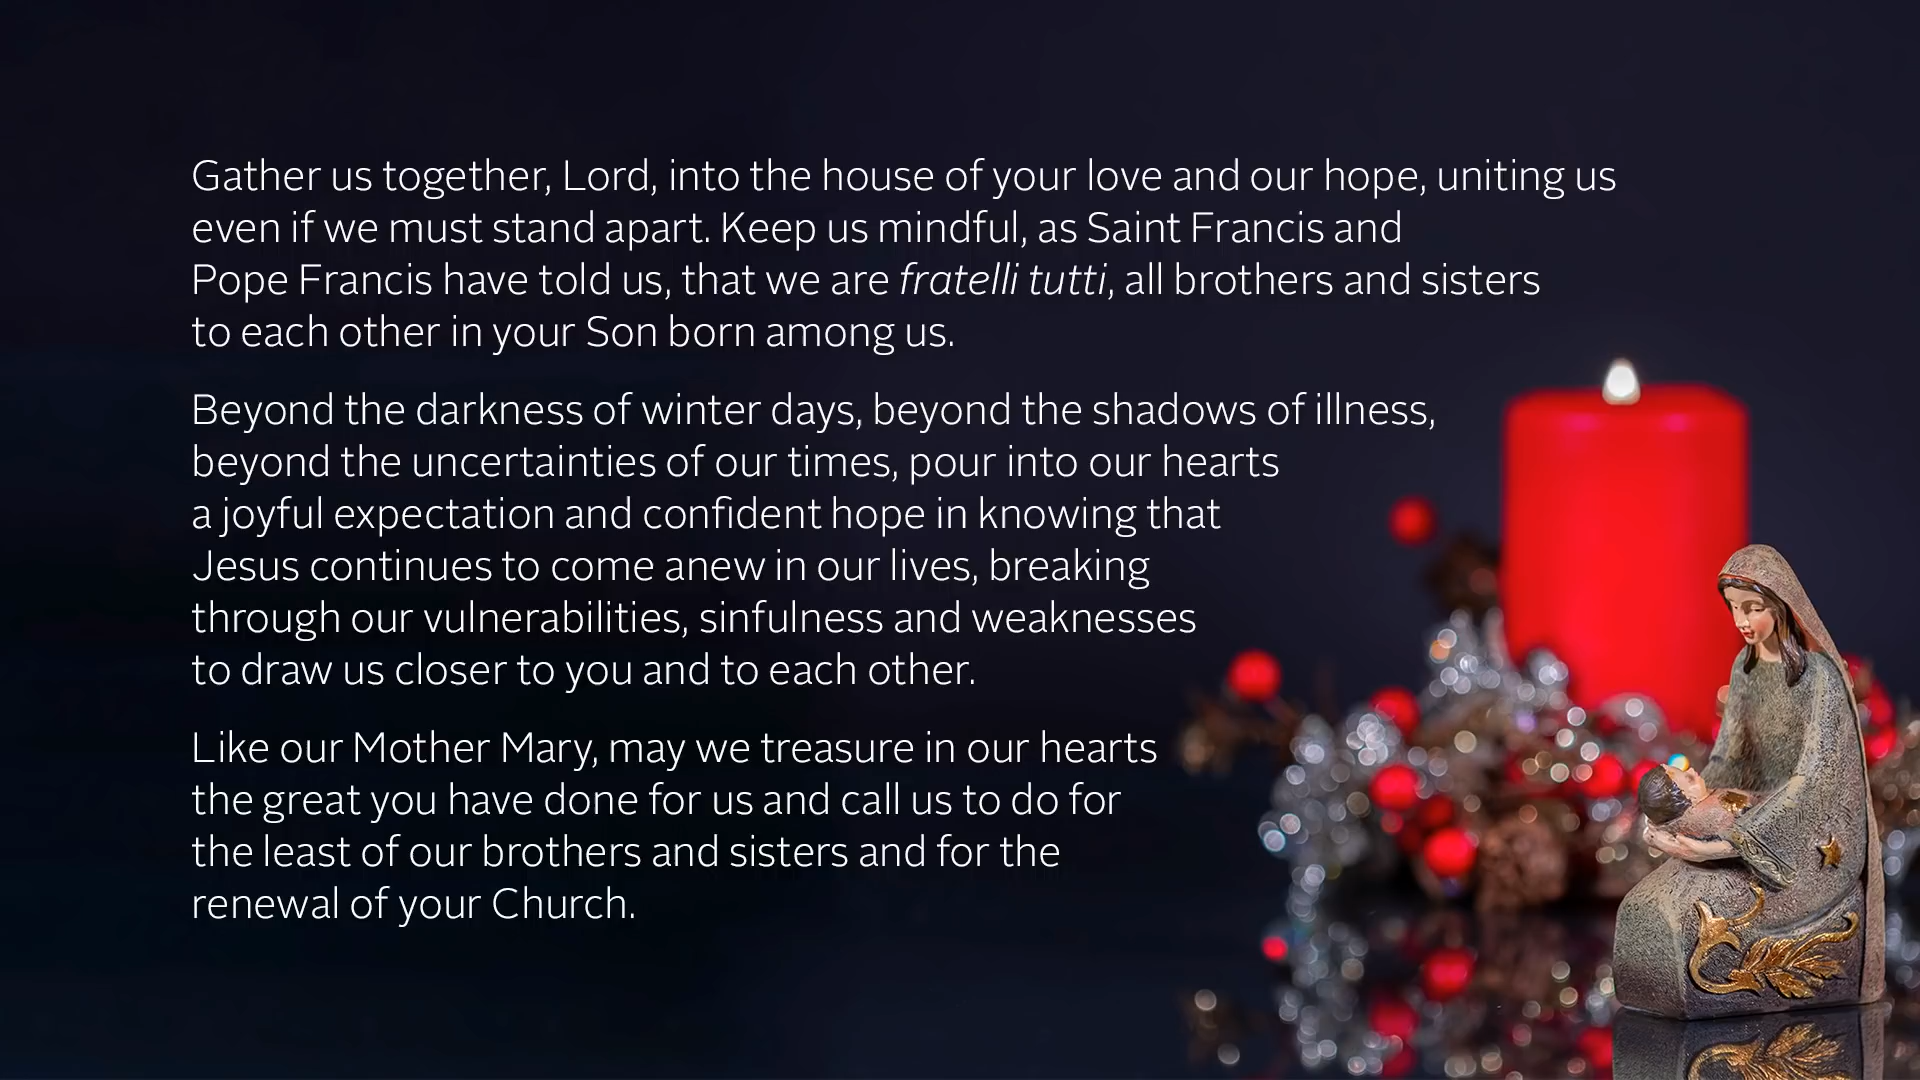 Gather us together, Lord, into the house of your love and our hope, uniting us
even if we must stand apart. Keep us mindful, as Saint Francis and
Pope Francis have told us, that we are fratelli tutti, all brothers and sisters
to each other in your Son born among us.
Beyond the darkness of winter days, beyond the shadows of illness,
beyond the uncertainties of our times, pour into our hearts
a joyful expectation and confident hope in knowing that
Jesus continues to come anew in our lives, breaking
through our vulnerabilities, sinfulness and weaknesses
to draw us closer to you and to each other.
Like our Mother Mary, may we treasure in our hearts
the great you have done for us and call us to do for
the least of our brothers and sisters and for the
renewal of your Church.